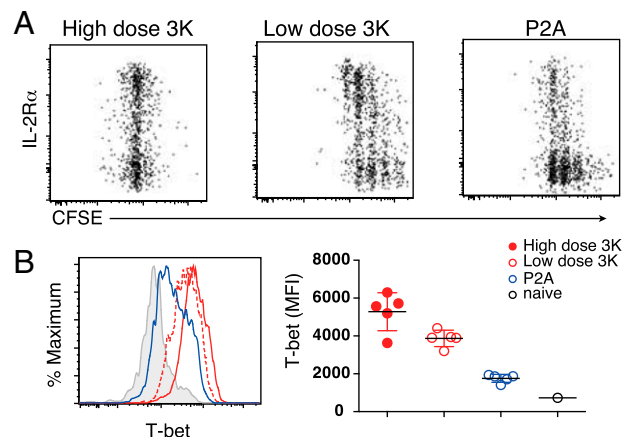 A
High dose 3K
Low dose 3K
P2A
IL-2Rα
CFSE
B
% Maximum
T-bet
T-bet (MFI)
8000
6000
4000
2000
0
High dose 3K
Low dose 3K
P2A
naive